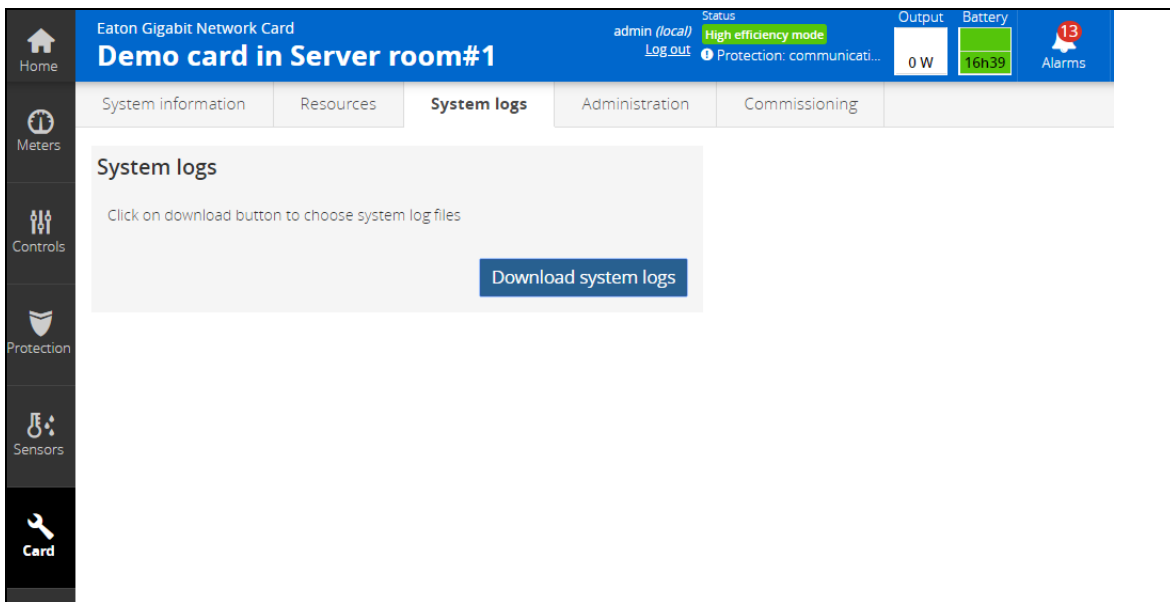 Home
Eaton Gigabit Network Card
Demo card in Server room#1
admin (local)
Log out
Status
High efficiency mode
Protection: communicati...
Output
0 W
Battery
16h39
13
Alarms
System information
Resources
System logs
Administration
Commissioning
Meters
Controls
Protection
Sensors
Card
System logs
Click on download button to choose system log files
Download system logs